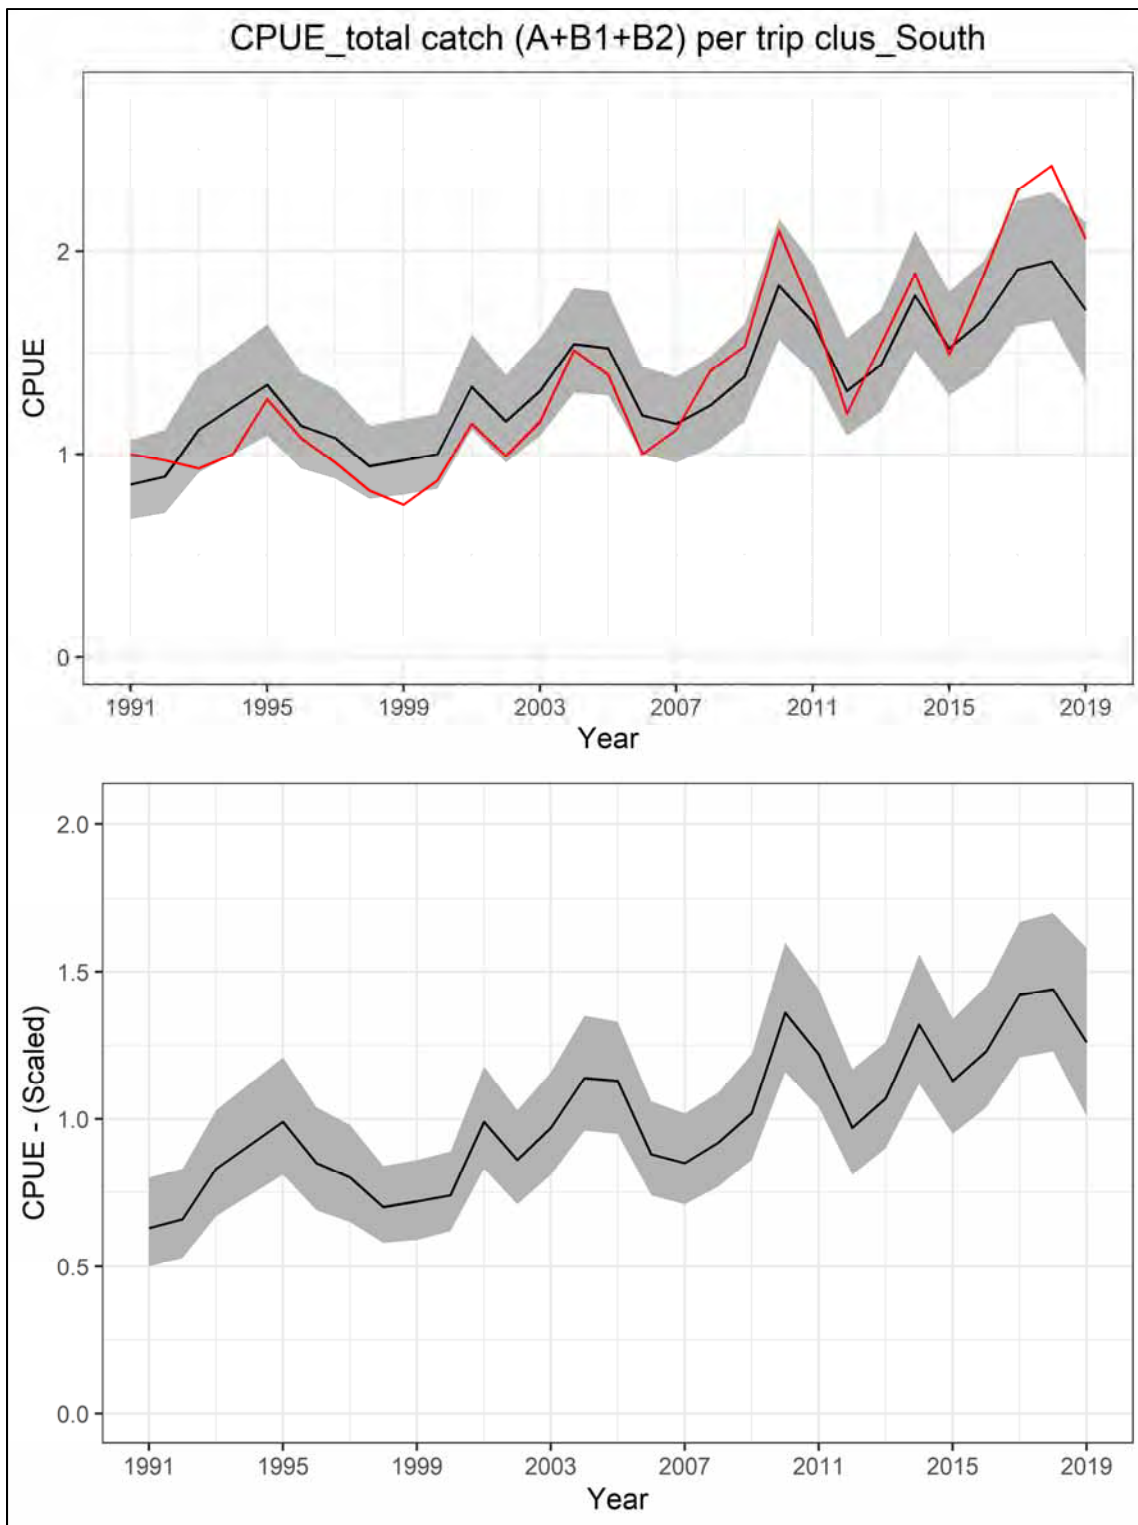 CPUE_total catch (A+B1+B2) per trip clus_South
2
1
0
CPUE
1991 1995 1999 2003 2007 2011 2015 2019
Year
2.0
1.5
1.0
0.5
0.0
CPUE - (Scaled)
1991 1995 1999 2003 2007 2011 2015 2019
Year